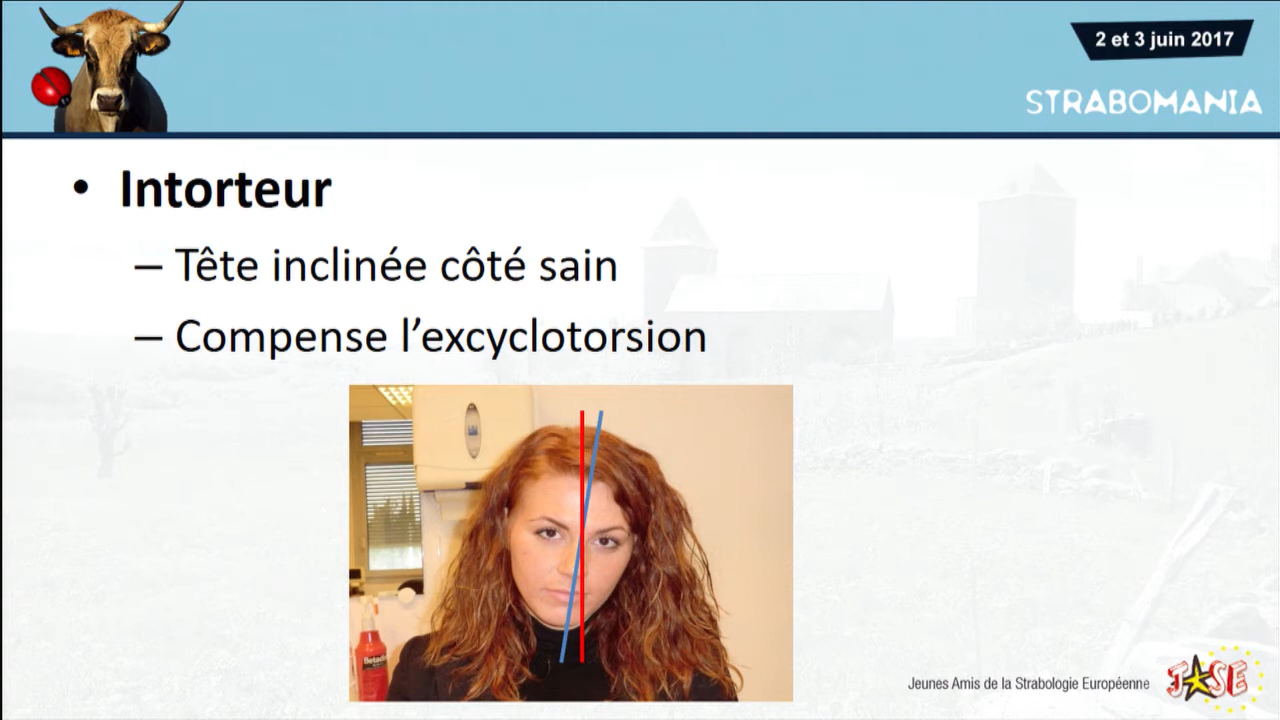 2 et 3 juin 2017
STRABOMANIA
• Intorteur
– Tête inclinée côté sain
– Compense l’excyclotorsion
Betadine
Jeunes Amis de la Strabologie Européenne
JASE